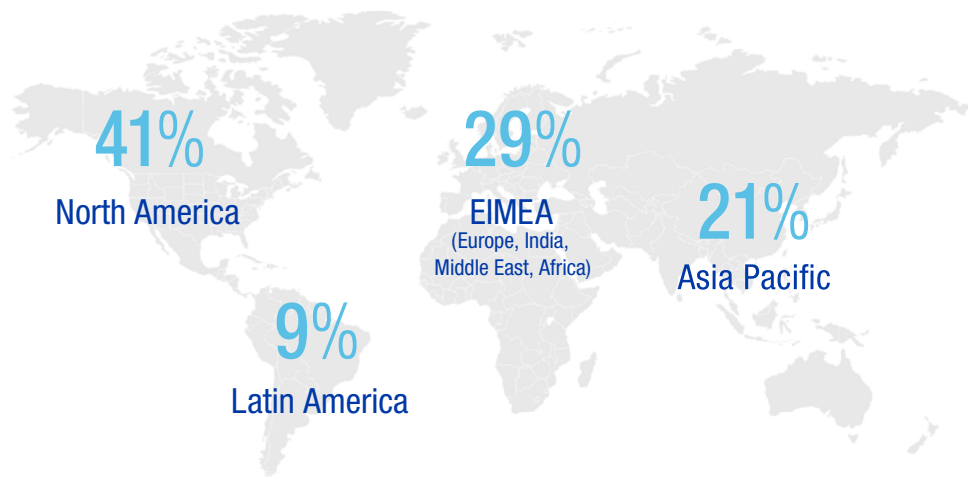 41%
North America
29%
EIMEA
(Europe, India,
Middle East, Africa)
21%
Asia Pacific
9%
Latin America